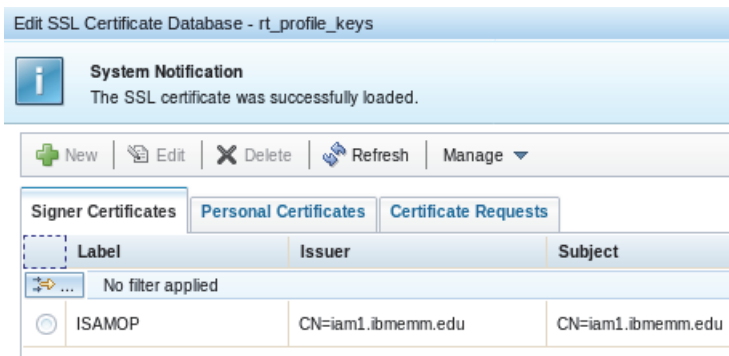 Edit SSL Certificate Database - rt_profile_keys
System Notification
The SSL certificate was successfully loaded.
New Edit Delete Refresh Manage
Signer Certificates Personal Certificates Certificate Requests
Label Issuer Subject
... No filter applied
ISAMOP CN=iam1.ibmemm.edu CN=iam1.ibmemm.edu